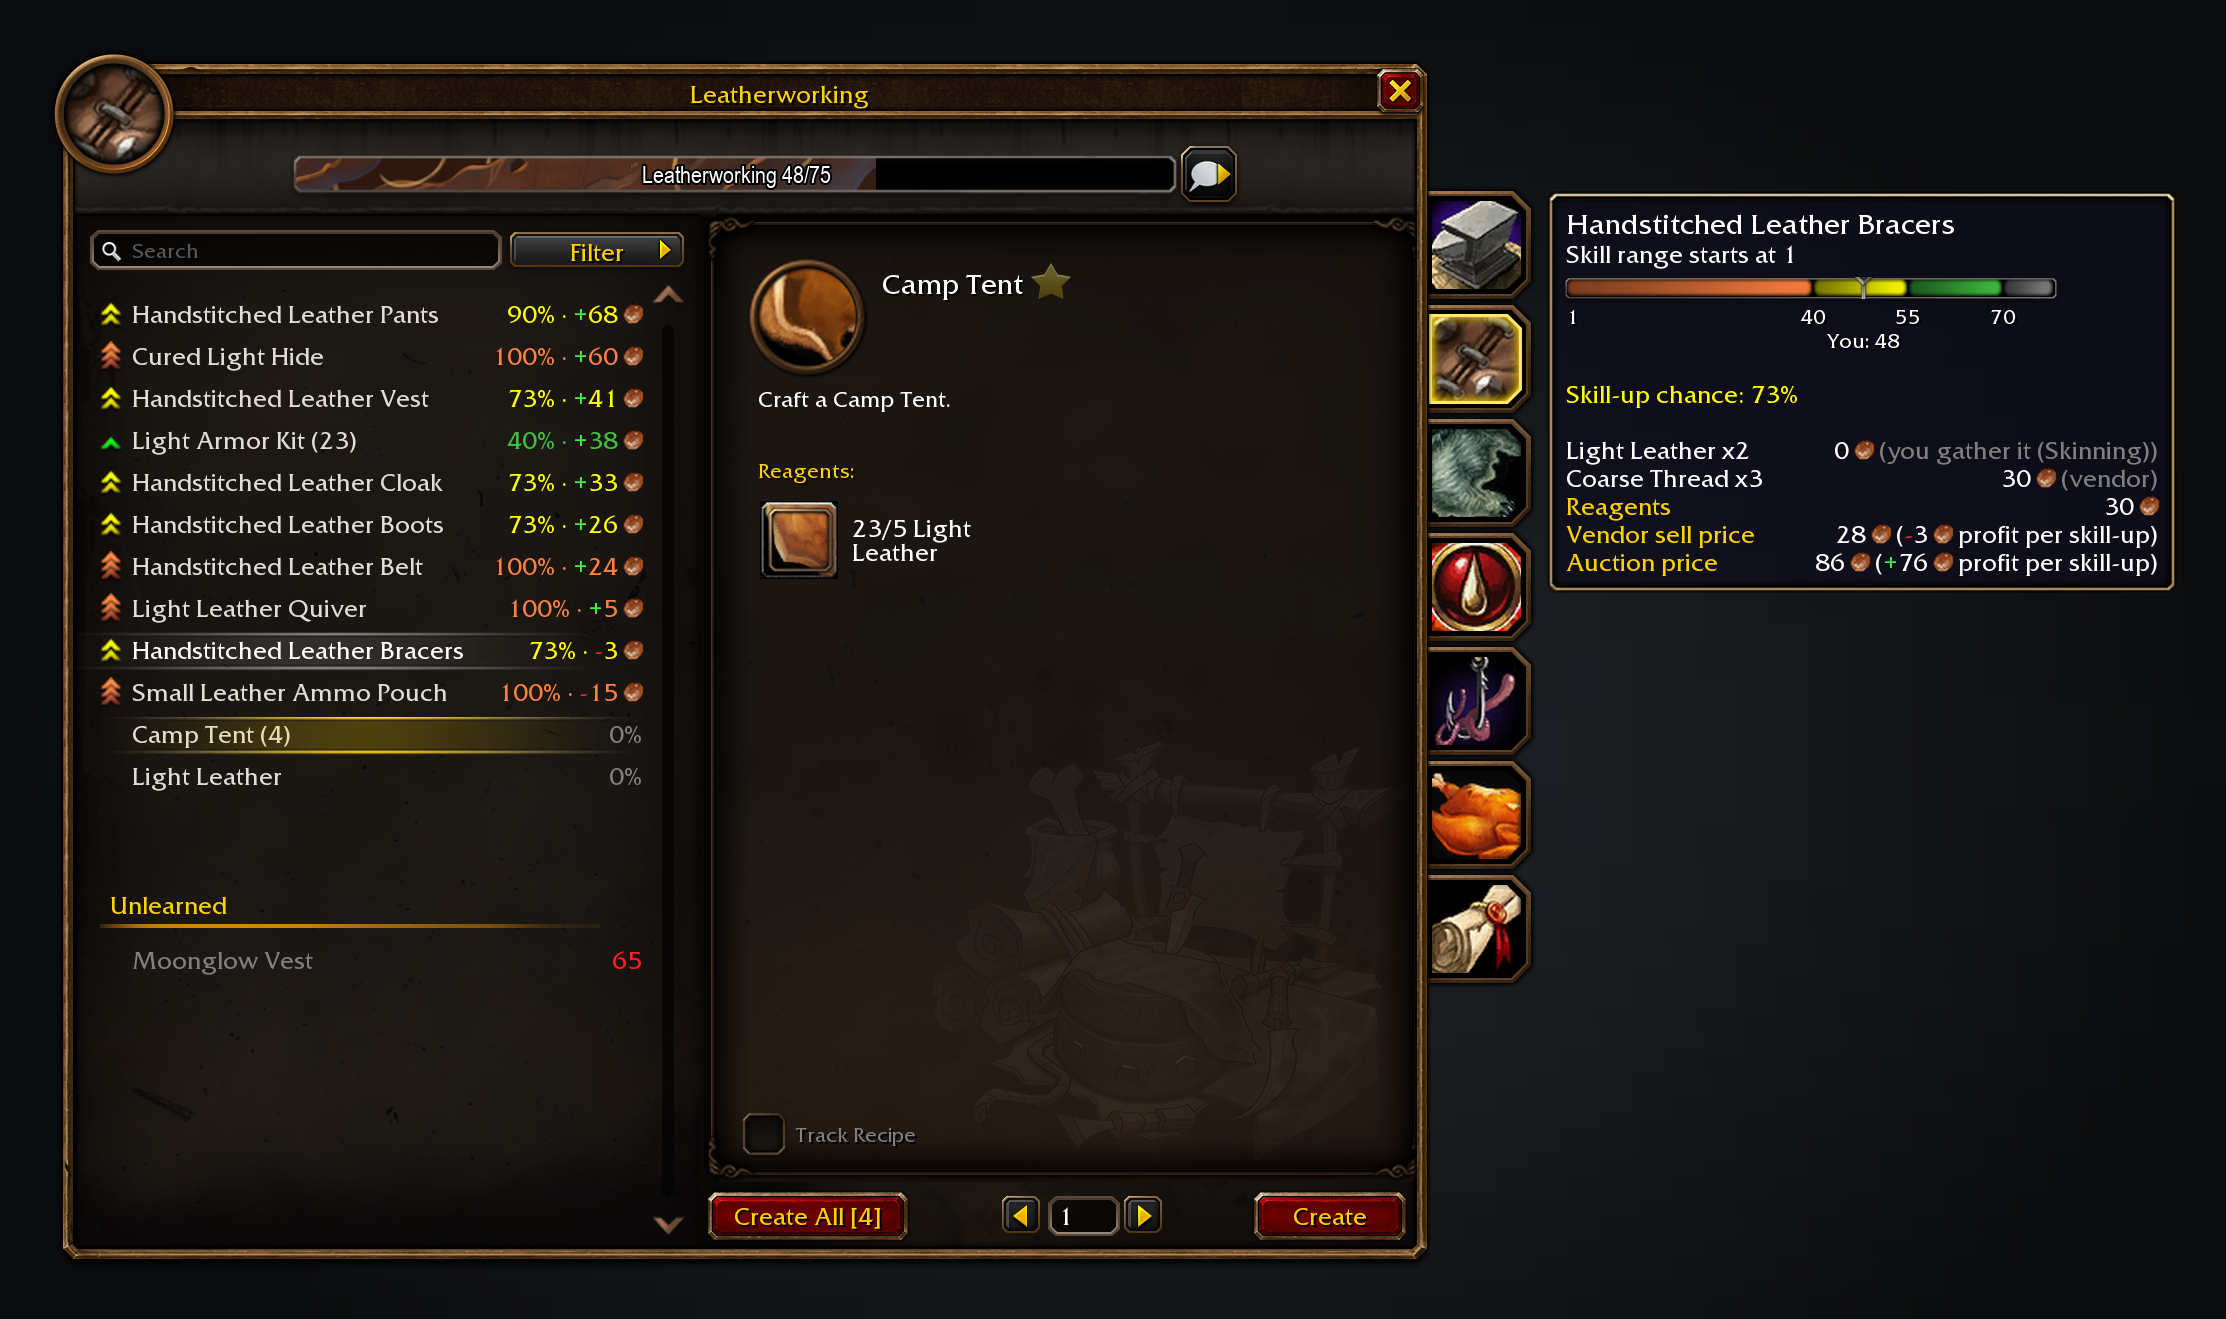 Leatherworking
Leatherworking 48/75
Search
Filter
Handstitched Leather Pants 90% · +68
Cured Light Hide 100% · +60
Handstitched Leather Vest 73% · +41
Light Armor Kit (23) 40% · +38
Handstitched Leather Cloak 73% · +33
Handstitched Leather Boots 73% · +26
Handstitched Leather Belt 100% · +24
Light Leather Quiver 100% · +5
Handstitched Leather Bracers 73% · -3
Small Leather Ammo Pouch 100% · -15
Camp Tent (4) 0%
Light Leather 0%
Unlearned
Moonglow Vest 65
Camp Tent
Craft a Camp Tent.
Reagents:
23/5 Light
Leather
Track Recipe
Create All [4]
1
Create
Handstitched Leather Bracers
Skill range starts at 1
1 40 55 70
You: 48
Skill-up chance: 73%
Light Leather x2 0 (you gather it (Skinning))
Coarse Thread x3 30 (vendor)
Reagents 30
Vendor sell price 28 (-3 profit per skill-up)
Auction price 86 (+76 profit per skill-up)